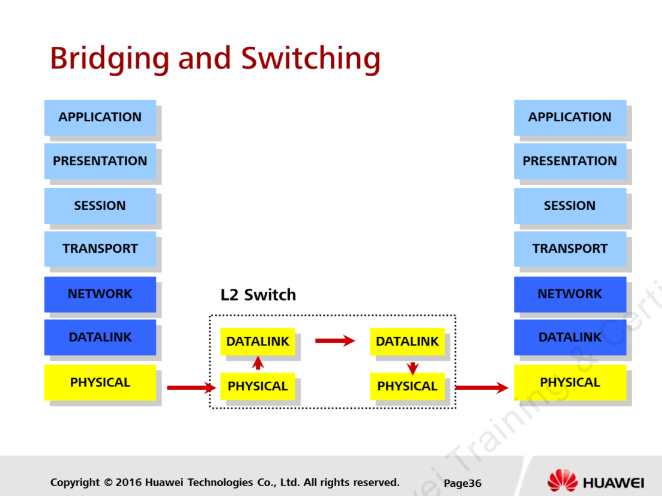 Bridging and Switching
APPLICATION
PRESENTATION
SESSION
TRANSPORT
NETWORK
DATALINK
PHYSICAL
L2 Switch
DATALINK
DATALINK
PHYSICAL
PHYSICAL
APPLICATION
PRESENTATION
SESSION
TRANSPORT
NETWORK
DATALINK
PHYSICAL
Training &
Copyright © 2016 Huawei Technologies Co., Ltd. All rights reserved.
Page36
HUAWEI